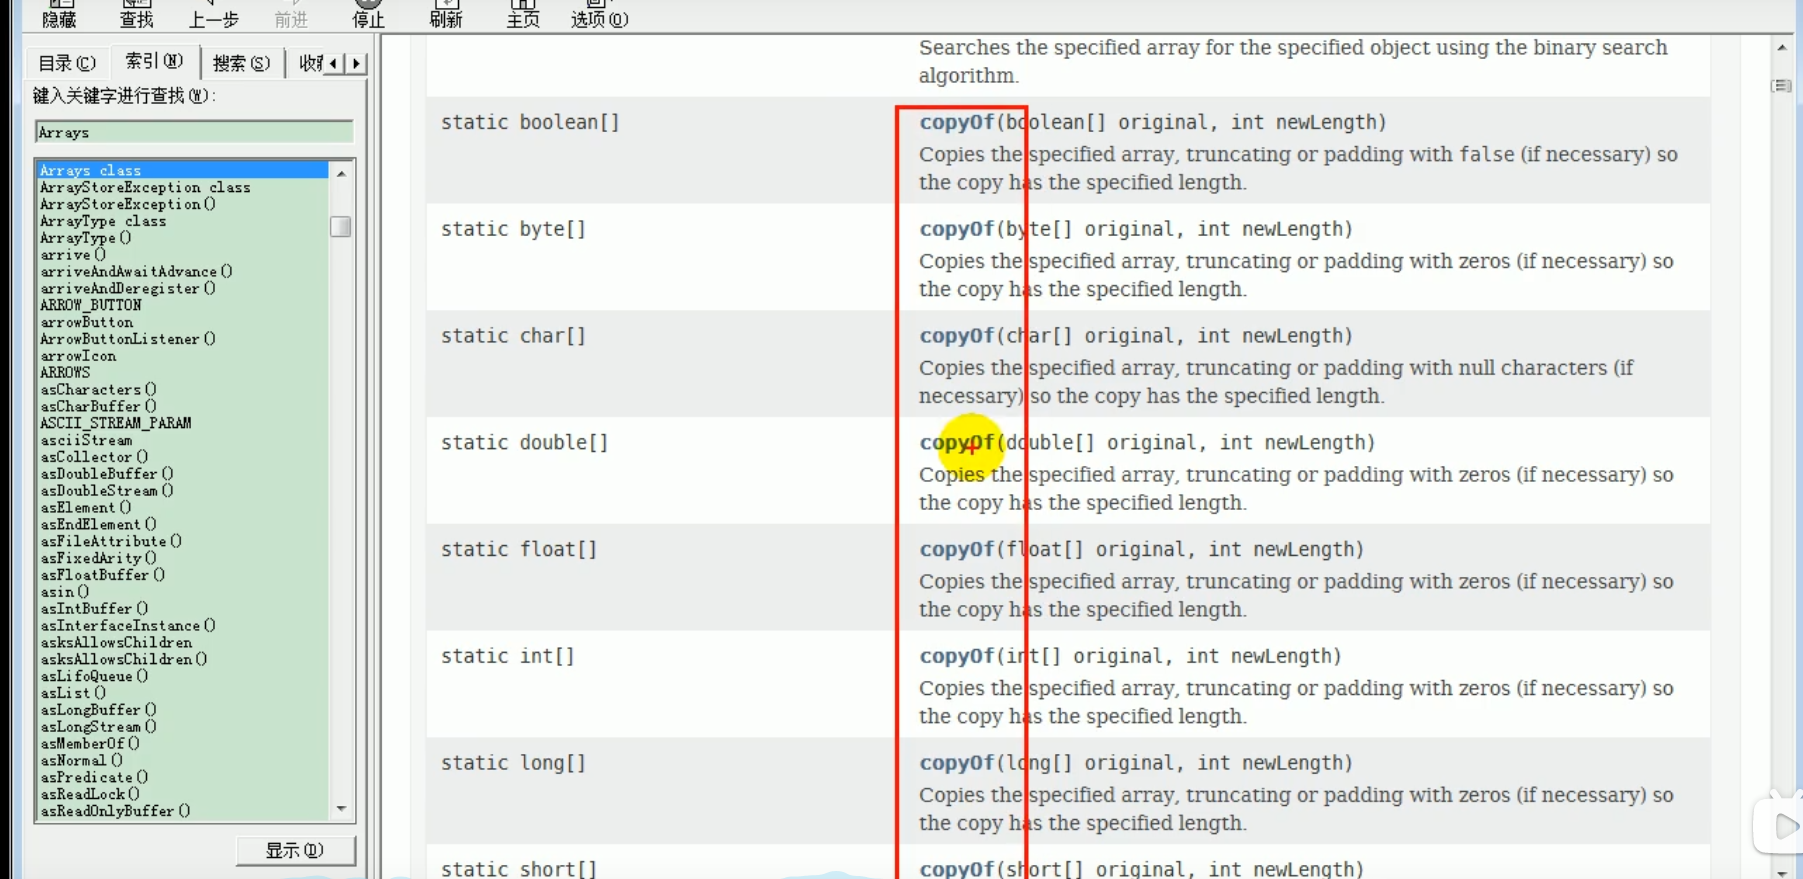 隐藏 查找 上一步 前进 停止 刷新 主页 选项(O)
目录(C) 索引(N) 搜索(S)
键入关键字进行查找(W):
Arrays
Arrays class
ArrayStoreException class
ArrayStoreException()
ArrayType class
ArrayType()
arrive()
arriveAndAwaitAdvance()
arriveAndDeregister()
ARROW_BUTTON
arrowButton
ArrowButtonListener()
arrowIcon
ARROWS
asCharacters()
asCharBuffer()
ASCII_STREAM_PARAM
asciiStream
asCollector()
asDoubleBuffer()
asDoubleStream()
asElement()
asEndElement()
asFileAttribute()
asFixedArity()
asFloatBuffer()
asin()
asIntBuffer()
asInterfaceInstance()
asksAllowsChildren
asksAllowsChildren()
asLifoQueue()
asList()
asLongBuffer()
asLongStream()
asMemberOf()
asNormal()
asPredicate()
asReadLock()
asReadOnlyBuffer()
显示(D)
Searches the specified array for the specified object using the binary search
algorithm.
static boolean[] copyOf(boolean[] original, int newLength)
Copies the specified array, truncating or padding with false (if necessary) so
the copy has the specified length.
static byte[] copyOf(byte[] original, int newLength)
Copies the specified array, truncating or padding with zeros (if necessary) so
the copy has the specified length.
static char[] copyOf(char[] original, int newLength)
Copies the specified array, truncating or padding with null characters (if
necessary) so the copy has the specified length.
static double[] copyOf(double[] original, int newLength)
Copies the specified array, truncating or padding with zeros (if necessary) so
the copy has the specified length.
static float[] copyOf(float[] original, int newLength)
Copies the specified array, truncating or padding with zeros (if necessary) so
the copy has the specified length.
static int[] copyOf(int[] original, int newLength)
Copies the specified array, truncating or padding with zeros (if necessary) so
the copy has the specified length.
static long[] copyOf(long[] original, int newLength)
Copies the specified array, truncating or padding with zeros (if necessary) so
the copy has the specified length.
static short[] copyOf(short[] original, int newLength)